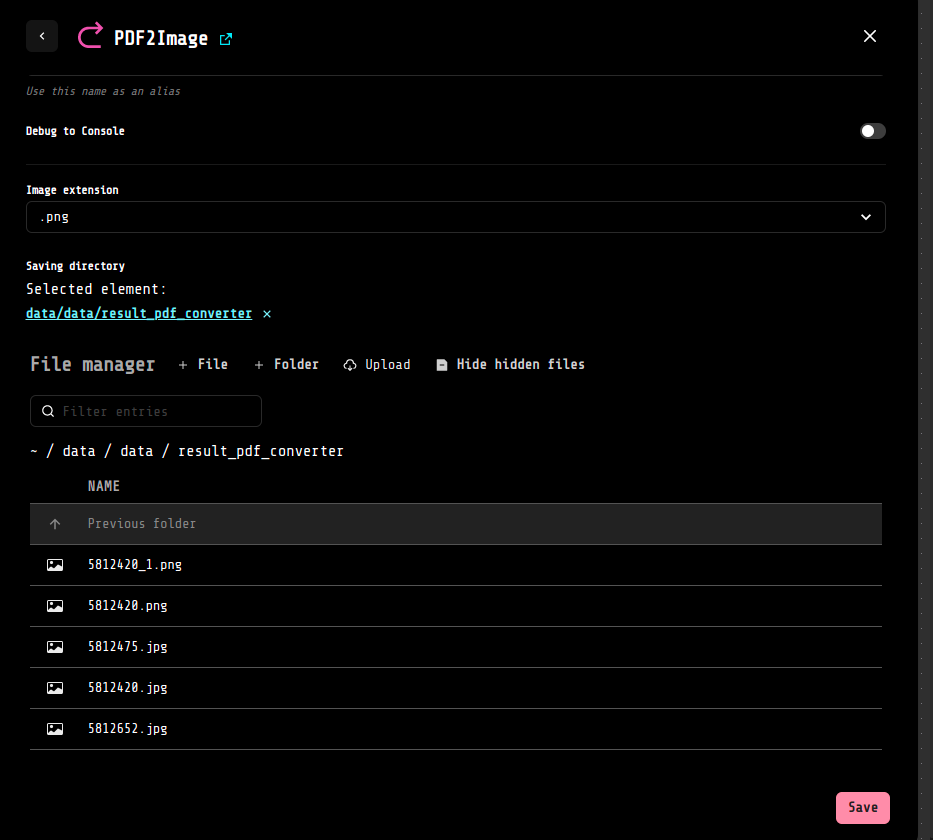 PDF2Image
Use this name as an alias
Debug to Console
Image extension
.png
Saving directory
Selected element:
data/data/result_pdf_converter ×
File manager + File + Folder Upload Hide hidden files
Filter entries
~ / data / data / result_pdf_converter
NAME
Previous folder
5812420_1.png
5812420.png
5812475.jpg
5812420.jpg
5812652.jpg
Save